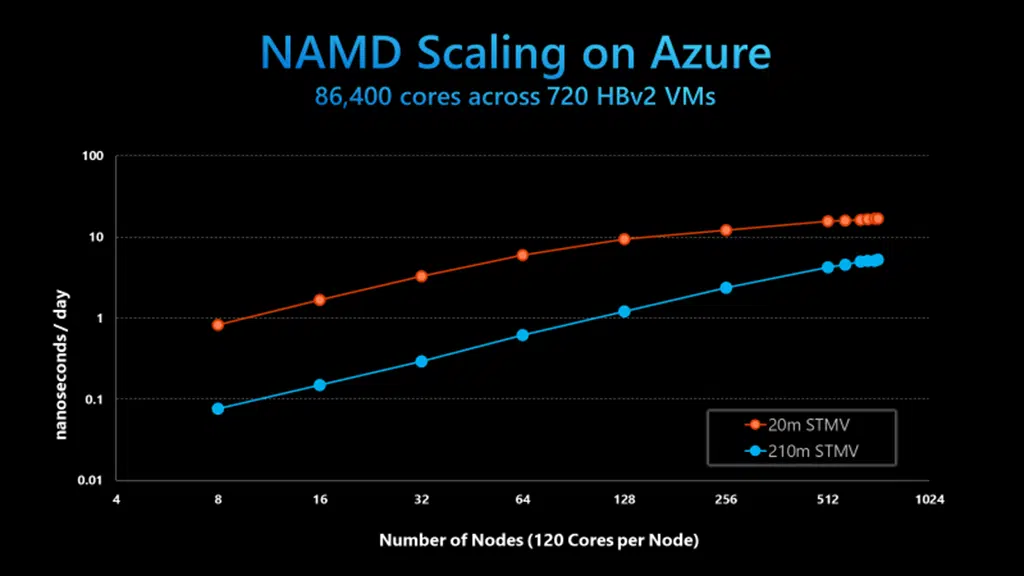 NAMD Scaling on Azure
86,400 cores across 720 HBv2 VMs
100
10
1
0.1
0.01
nanoseconds / day
4 8 16 32 64 128 256 512 1024
Number of Nodes (120 Cores per Node)
20m STMV
210m STMV